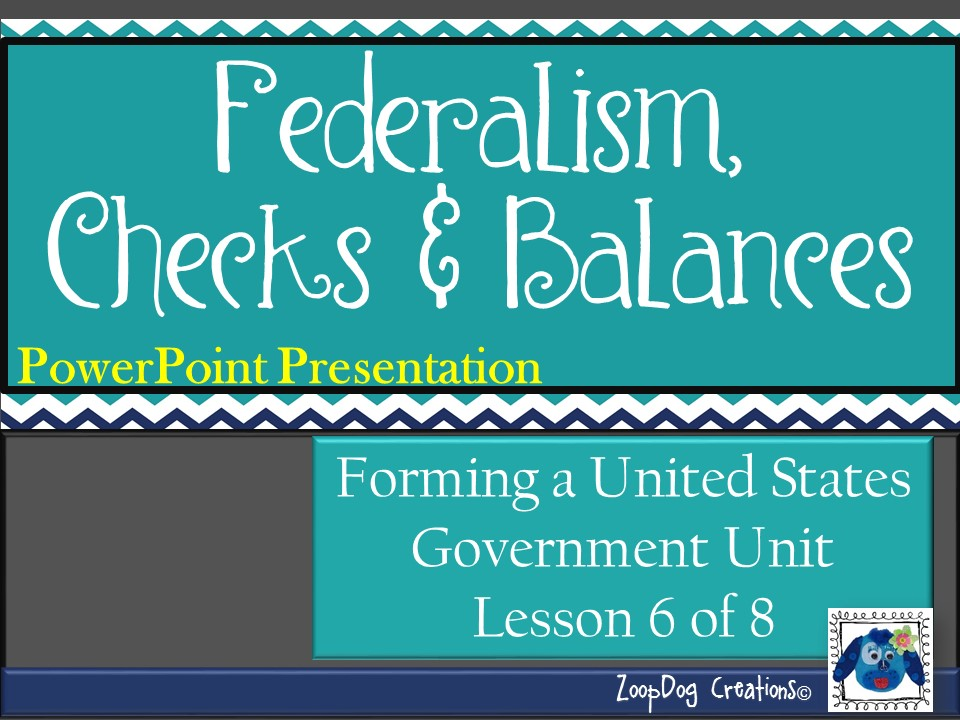 Federalism,
Checks & Balances
PowerPoint Presentation
Forming a United States
Government Unit
Lesson 6 of 8
ZoopDog Creations©